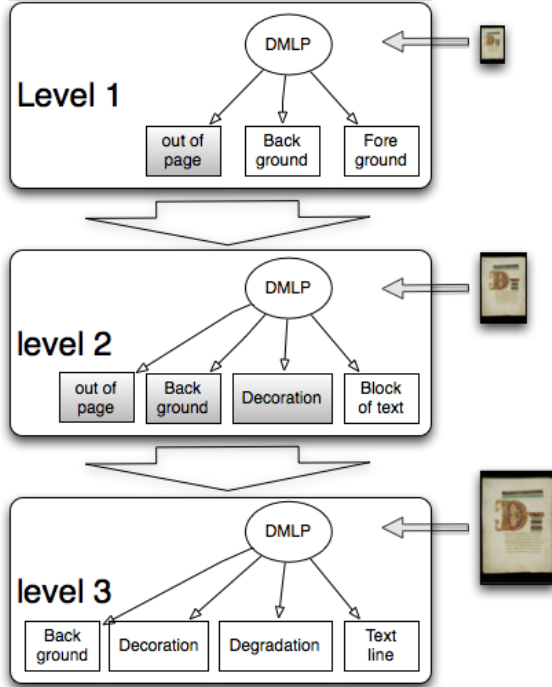 DMLP
Level 1
out of
page
Back
ground
Fore
ground
DMLP
level 2
out of
page
Back
ground
Decoration
Block
of text
DMLP
level 3
Back
ground
Decoration
Degradation
Text
line